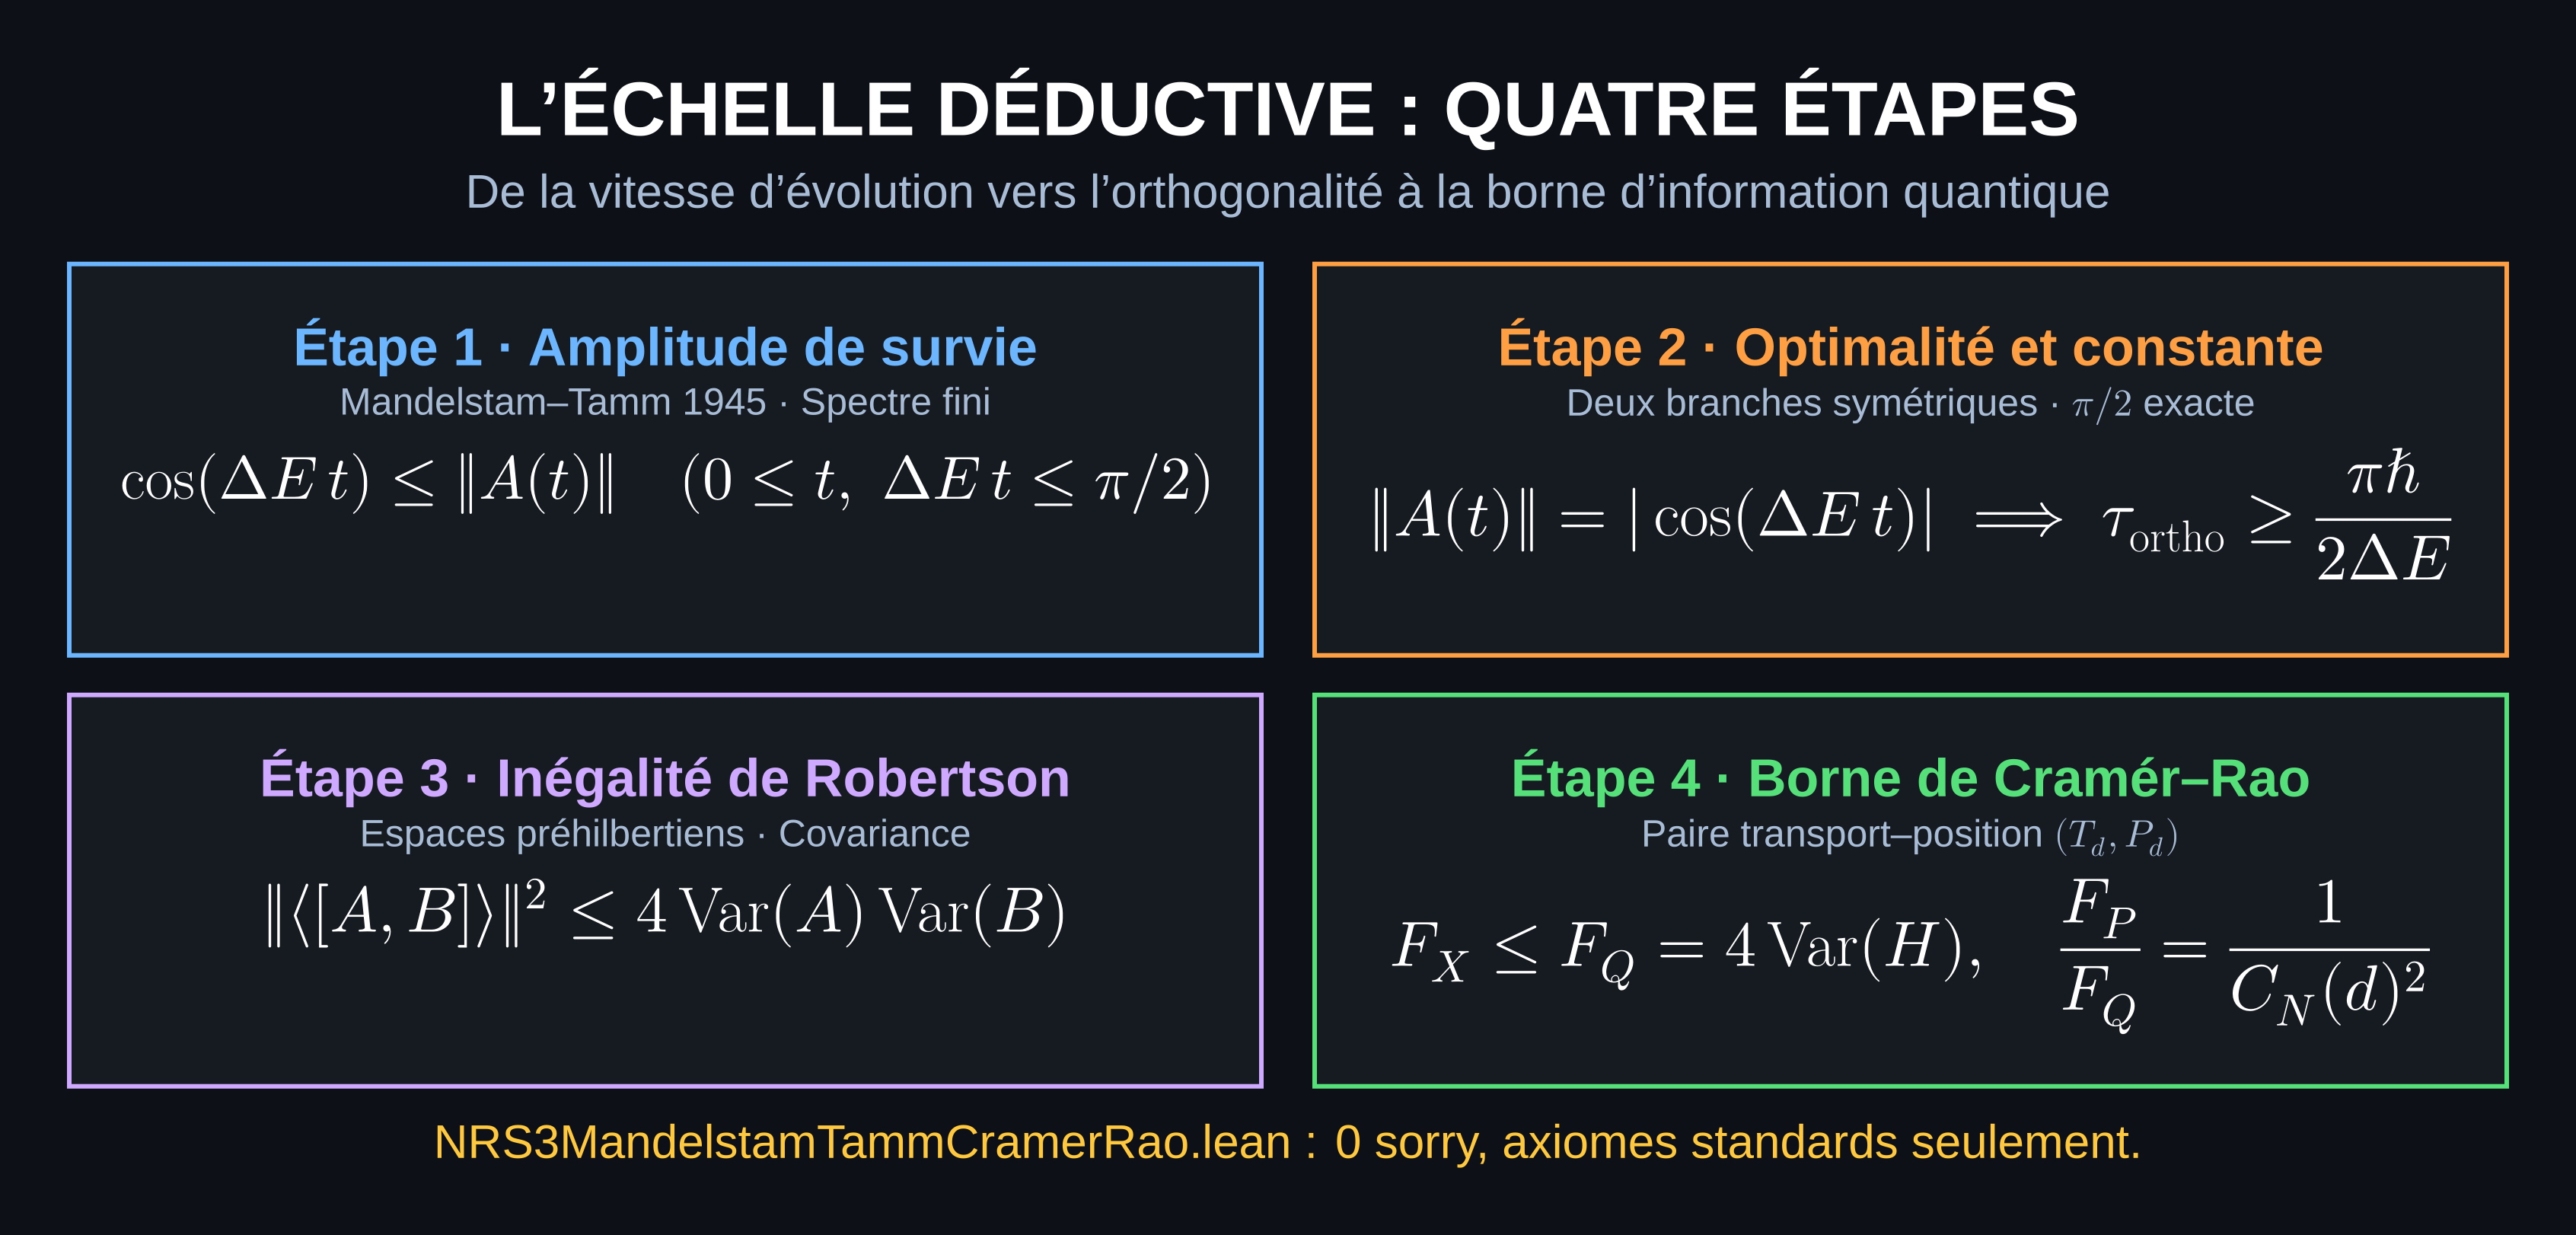 L’ÉCHELLE DÉDUCTIVE : QUATRE ÉTAPES
De la vitesse d’évolution vers l’orthogonalité à la borne d’information quantique
Étape 1 · Amplitude de survie
Mandelstam–Tamm 1945 · Spectre fini
cos(ΔE t) ≤ ‖A(t)‖ (0 ≤ t, ΔE t ≤ π/2)
Étape 2 · Optimalité et constante
Deux branches symétriques · π/2 exacte
‖A(t)‖ = |cos(ΔE t)| ⟹ τ_ortho ≥ πħ / 2ΔE
Étape 3 · Inégalité de Robertson
Espaces préhilbertiens · Covariance
‖⟨[A, B]⟩‖² ≤ 4 Var(A) Var(B)
Étape 4 · Borne de Cramér–Rao
Paire transport–position (T_d, P_d)
F_X ≤ F_Q = 4 Var(H), F_P / F_Q = 1 / C_N(d)²
NRS3MandelstamTammCramerRao.lean : 0 sorry, axiomes standards seulement.